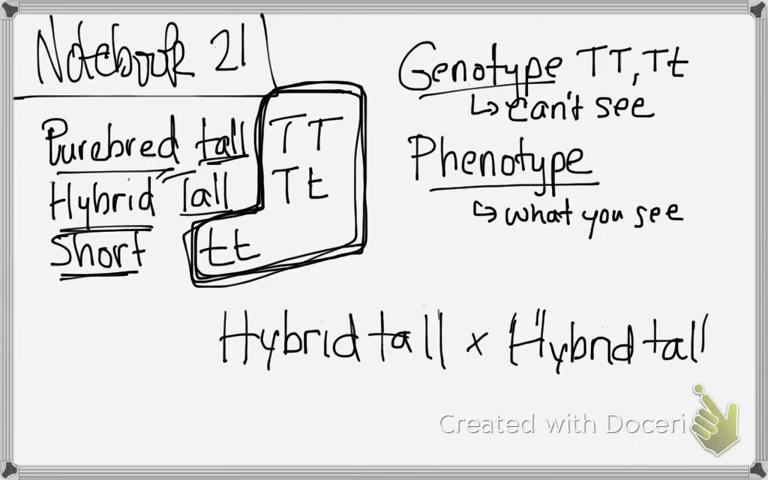 Notebook 21
Purebred tall TT
Hybrid Tall Tt
Short tt
Genotype TT, Tt
↳ can't see
Phenotype
↳ what you see
Hybrid tall x Hybrid tall
Created with Doceri